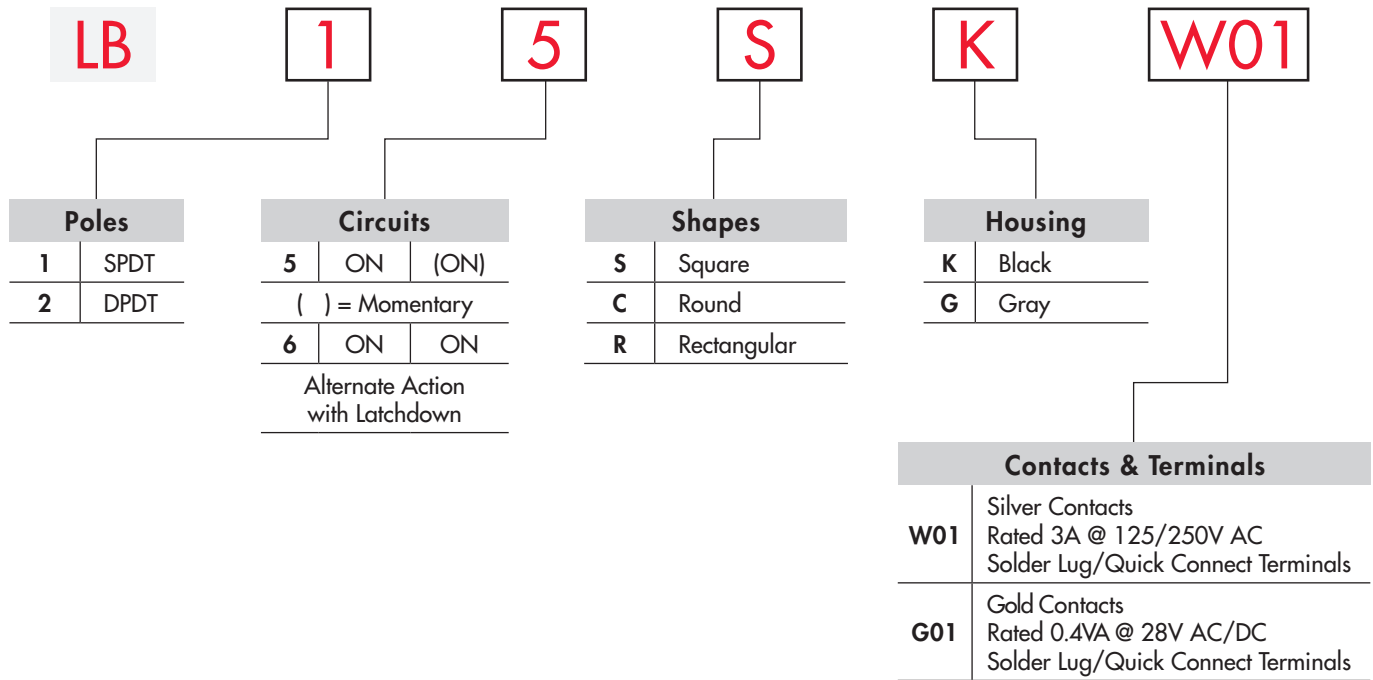 LB 1 5 S K W01
Poles
1 SPDT
2 DPDT
Circuits
5 ON (ON)
( ) = Momentary
6 ON ON
Alternate Action
with Latchdown
Shapes
S Square
C Round
R Rectangular
Housing
K Black
G Gray
Contacts & Terminals
Silver Contacts
W01 Rated 3A @ 125/250V AC
Solder Lug/Quick Connect Terminals
Gold Contacts
G01 Rated 0.4VA @ 28V AC/DC
Solder Lug/Quick Connect Terminals